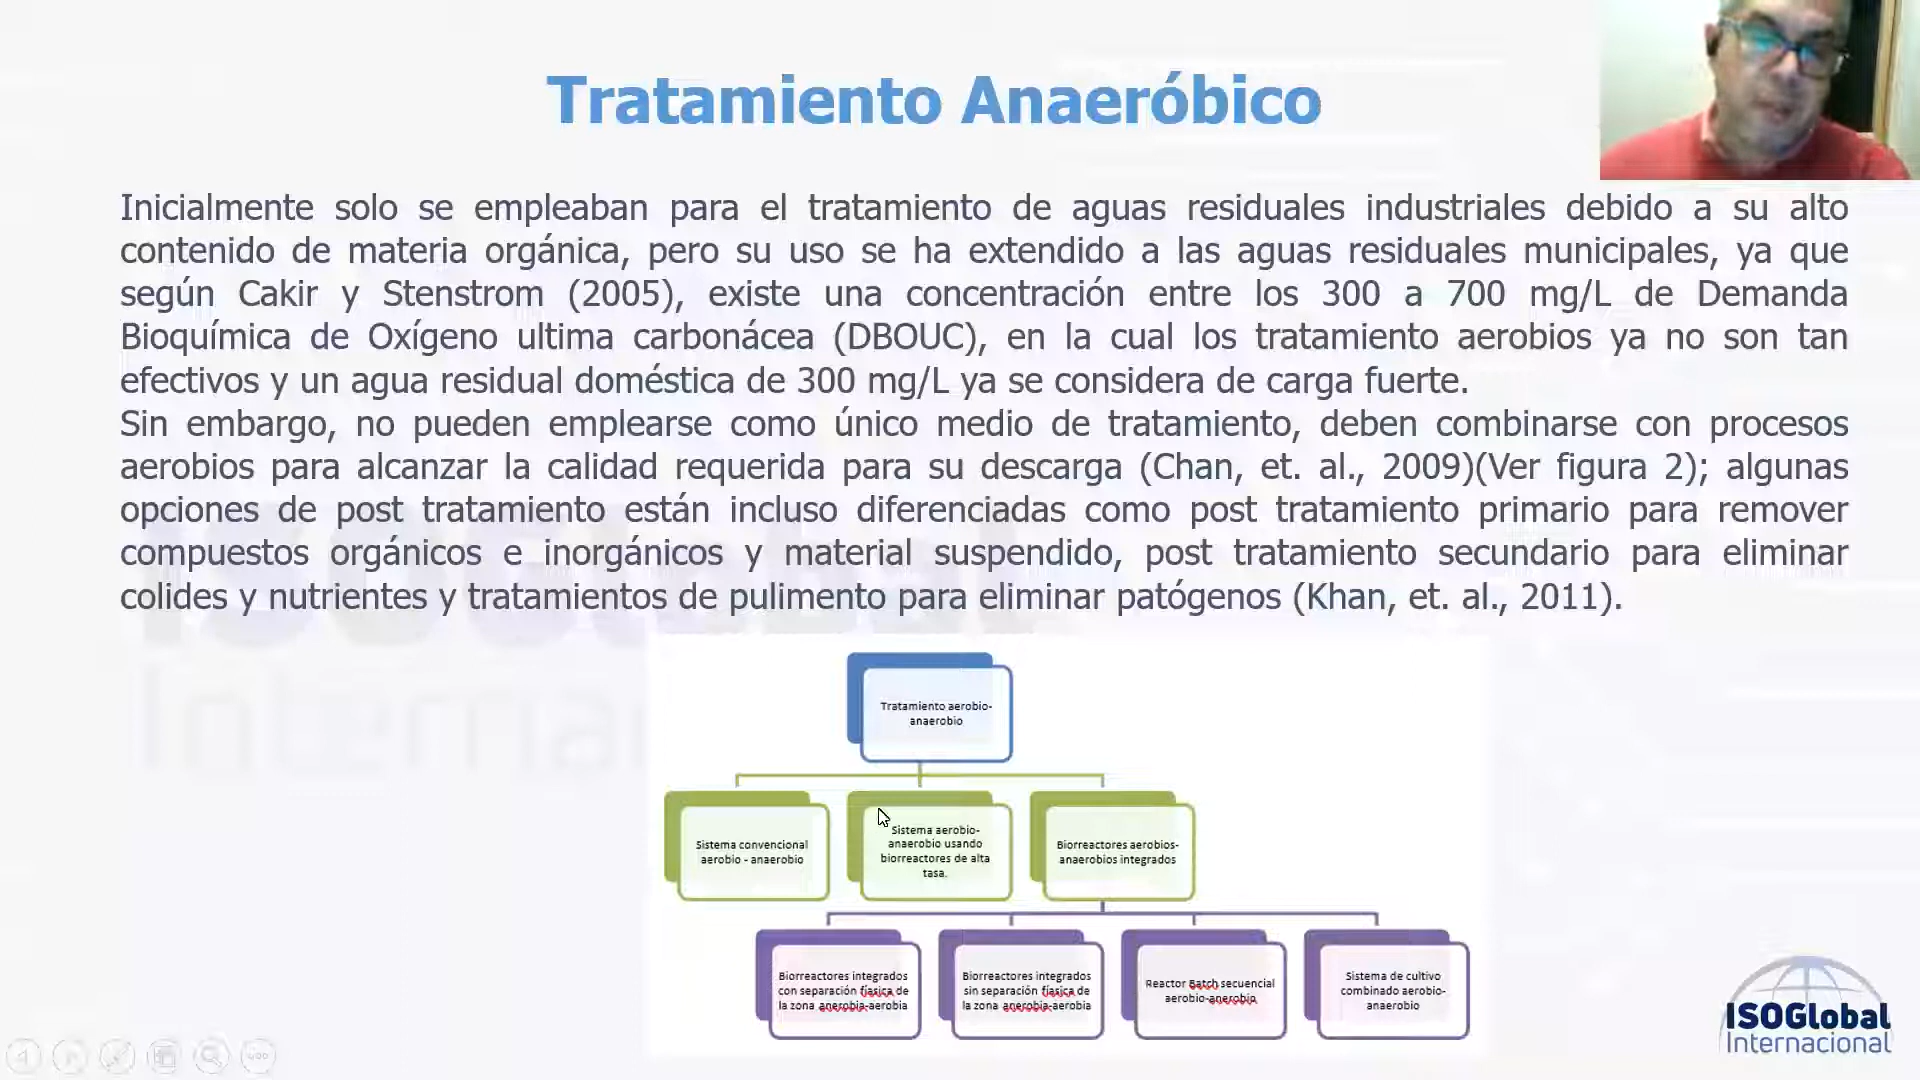 Tratamiento Anaeróbico
Inicialmente solo se empleaban para el tratamiento de aguas residuales industriales debido a su alto
contenido de materia orgánica, pero su uso se ha extendido a las aguas residuales municipales, ya que
según Cakir y Stenstrom (2005), existe una concentración entre los 300 a 700 mg/L de Demanda
Bioquímica de Oxígeno ultima carbonácea (DBOUC), en la cual los tratamiento aerobios ya no son tan
efectivos y un agua residual doméstica de 300 mg/L ya se considera de carga fuerte.
Sin embargo, no pueden emplearse como único medio de tratamiento, deben combinarse con procesos
aerobios para alcanzar la calidad requerida para su descarga (Chan, et. al., 2009)(Ver figura 2); algunas
opciones de post tratamiento están incluso diferenciadas como post tratamiento primario para remover
compuestos orgánicos e inorgánicos y material suspendido, post tratamiento secundario para eliminar
colides y nutrientes y tratamientos de pulimento para eliminar patógenos (Khan, et. al., 2011).
Tratamiento aerobio-
anaerobio
Sistema convencional
aerobio - anaerobio
Sistema aerobio-
anaerobio usando
biorreactores de alta
tasa.
Biorreactores aerobios-
anaerobios integrados
Biorreactores integrados
con separación fíasica de
la zona anerobia-aerobia
Biorreactores integrados
sin separación fíasica de
la zona anerobia-aerobia
Reactor Batch secuencial
aerobio-anerobio
Sistema de cultivo
combinado aerobio-
anaerobio
ISOGlobal
Internacional